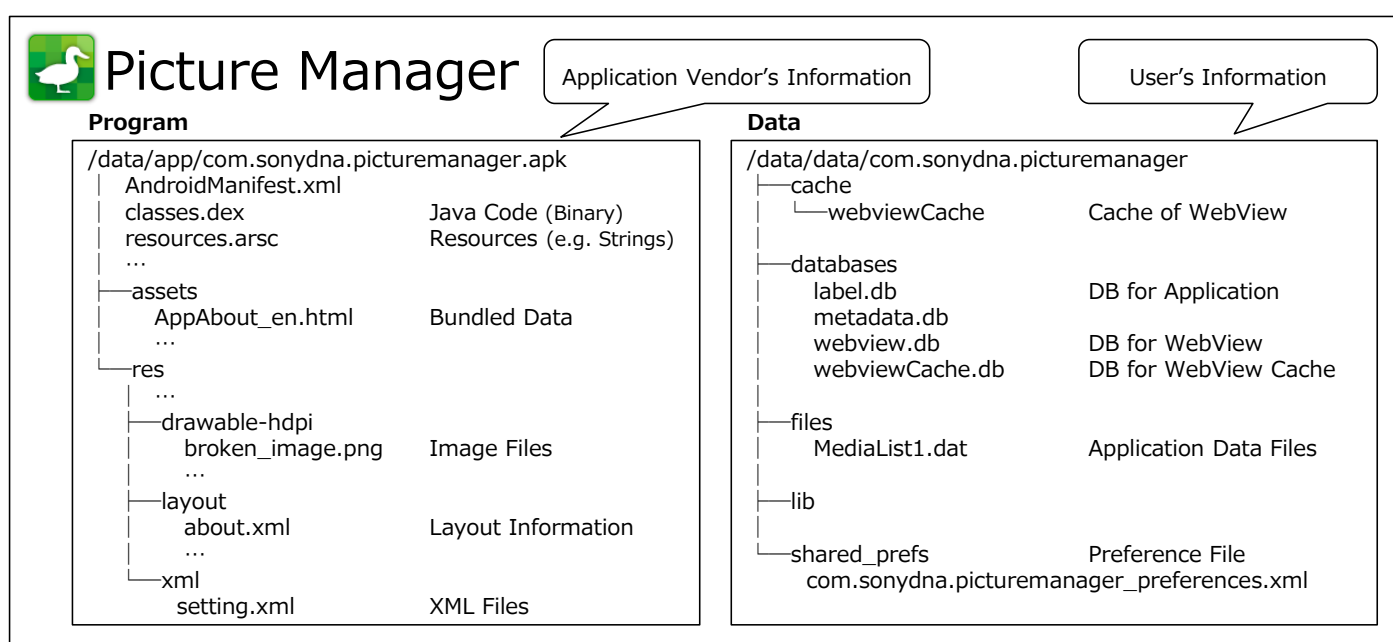 Picture Manager
Application Vendor's Information
User's Information
Program
/data/app/com.sonydna.picturemanager.apk
AndroidManifest.xml
classes.dex Java Code (Binary)
resources.arsc Resources (e.g. Strings)
…
assets
AppAbout_en.html Bundled Data
…
res
…
drawable-hdpi
broken_image.png Image Files
…
layout
about.xml Layout Information
…
xml
setting.xml XML Files
Data
/data/data/com.sonydna.picturemanager
cache
webviewCache Cache of WebView
databases
label.db DB for Application
metadata.db
webview.db DB for WebView
webviewCache.db DB for WebView Cache
files
MediaList1.dat Application Data Files
lib
shared_prefs Preference File
com.sonydna.picturemanager_preferences.xml